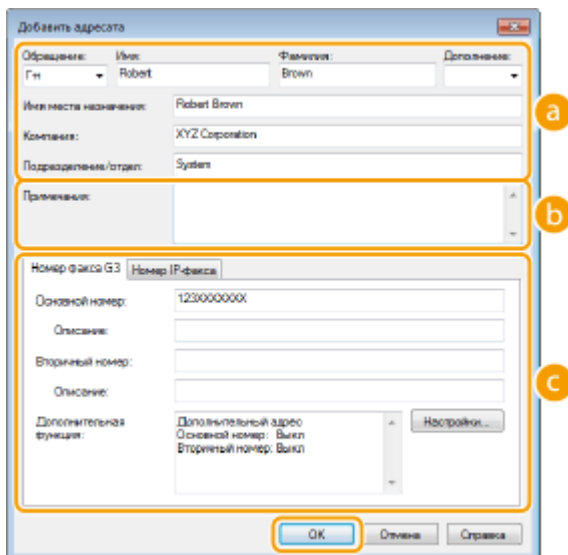 Добавить адресата
Обращение: Имя: Фамилия: Дополнение:
Г-н Robert Brown
Имя места назначения: Robert Brown
Компания: XYZ Corporation
Подразделение/отдел: System
a
Примечания:
b
Номер факса G3 Номер IP-факса
Основной номер: 123XXXXXXX
Описание:
Вторичный номер:
Описание:
c
Дополнительная функция:
Дополнительный адрес
Основной номер: Выкл
Вторичный номер: Выкл
Настройки...
OK Отмена Справка